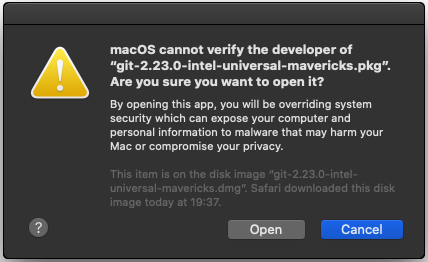 macOS cannot verify the developer of
“git-2.23.0-intel-universal-mavericks.pkg”.
Are you sure you want to open it?
By opening this app, you will be overriding system
security which can expose your computer and
personal information to malware that may harm your
Mac or compromise your privacy.
This item is on the disk image “git-2.23.0-intel-
universal-mavericks.dmg”. Safari downloaded this disk
image today at 19:37.
?
Open
Cancel